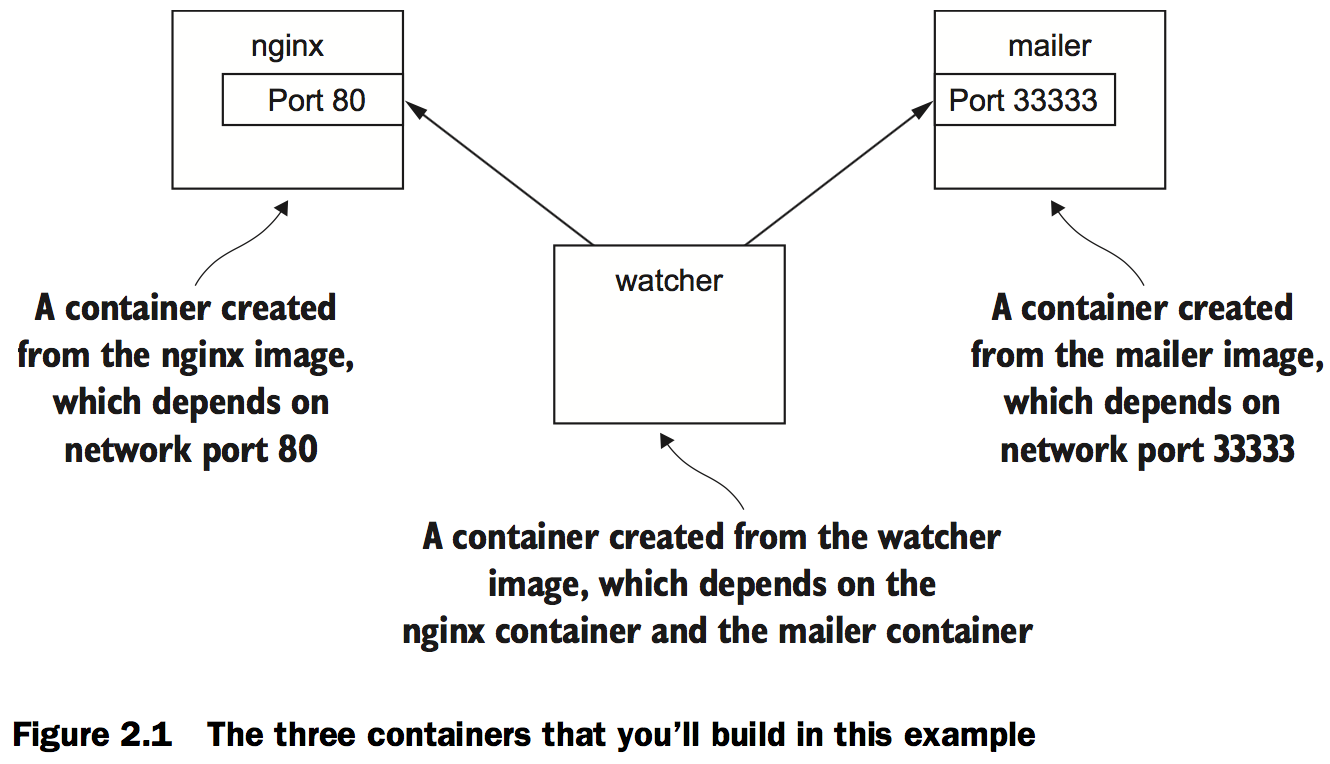 nginx
Port 80
mailer
Port 33333
watcher
A container created
from the nginx image,
which depends on
network port 80
A container created
from the mailer image,
which depends on
network port 33333
A container created from the watcher
image, which depends on the
nginx container and the mailer container
Figure 2.1 The three containers that you’ll build in this example